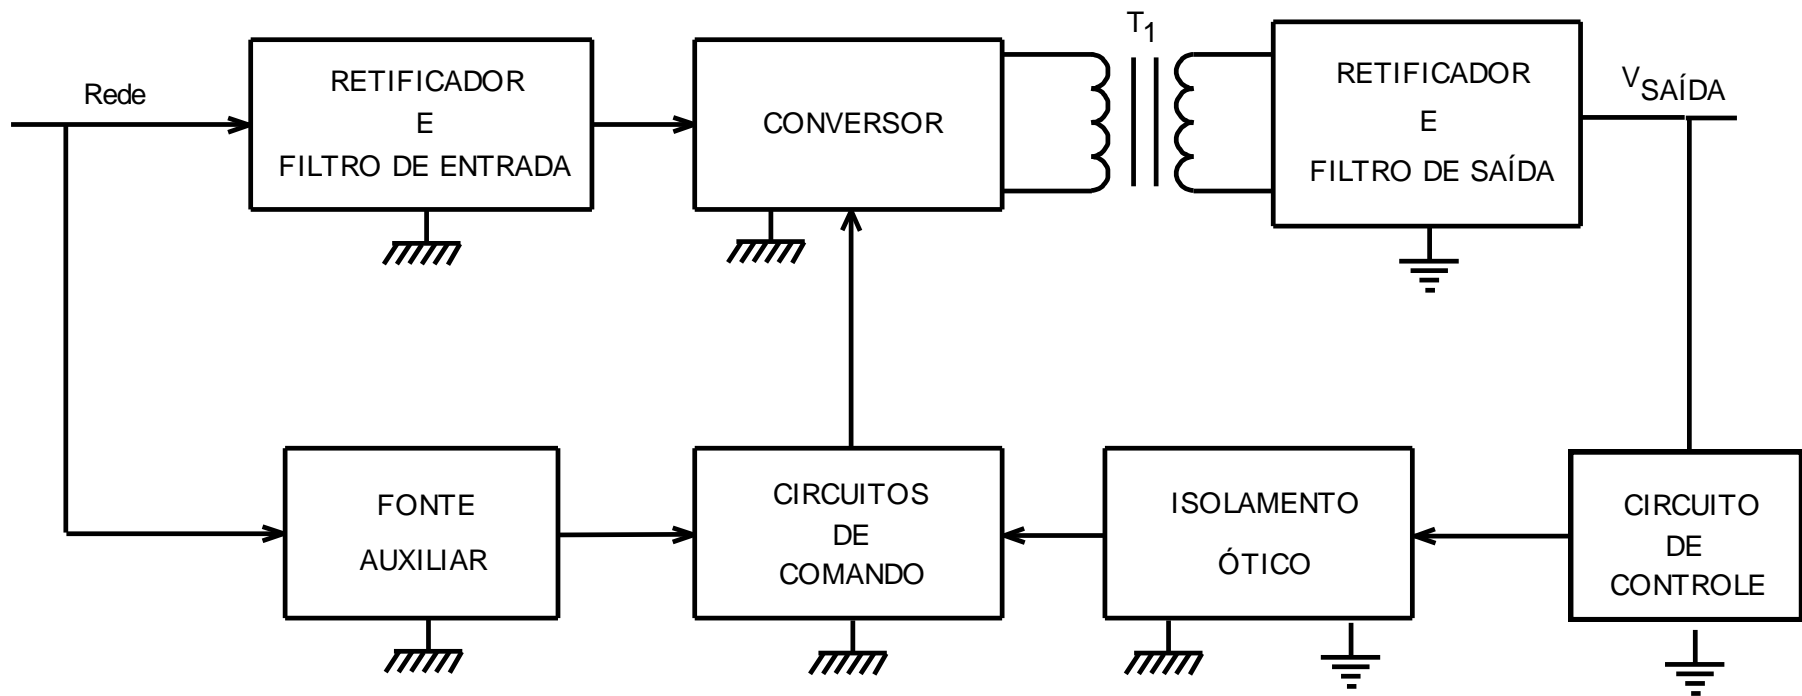 Rede
RETIFICADOR
E
FILTRO DE ENTRADA
CONVERSOR
T1
RETIFICADOR
E
FILTRO DE SAÍDA
VSAÍDA
FONTE
AUXILIAR
CIRCUITOS
DE
COMANDO
ISOLAMENTO
ÓTICO
CIRCUITO
DE
CONTROLE